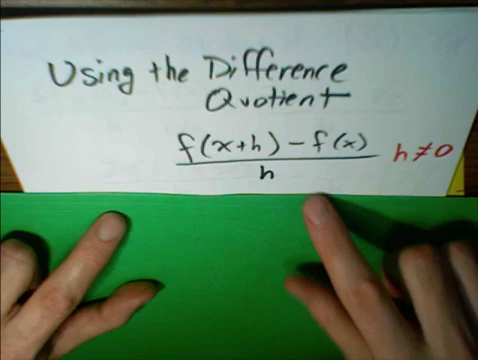 Using the Difference
Quotient
f(x+h) - f(x)
h
h≠0